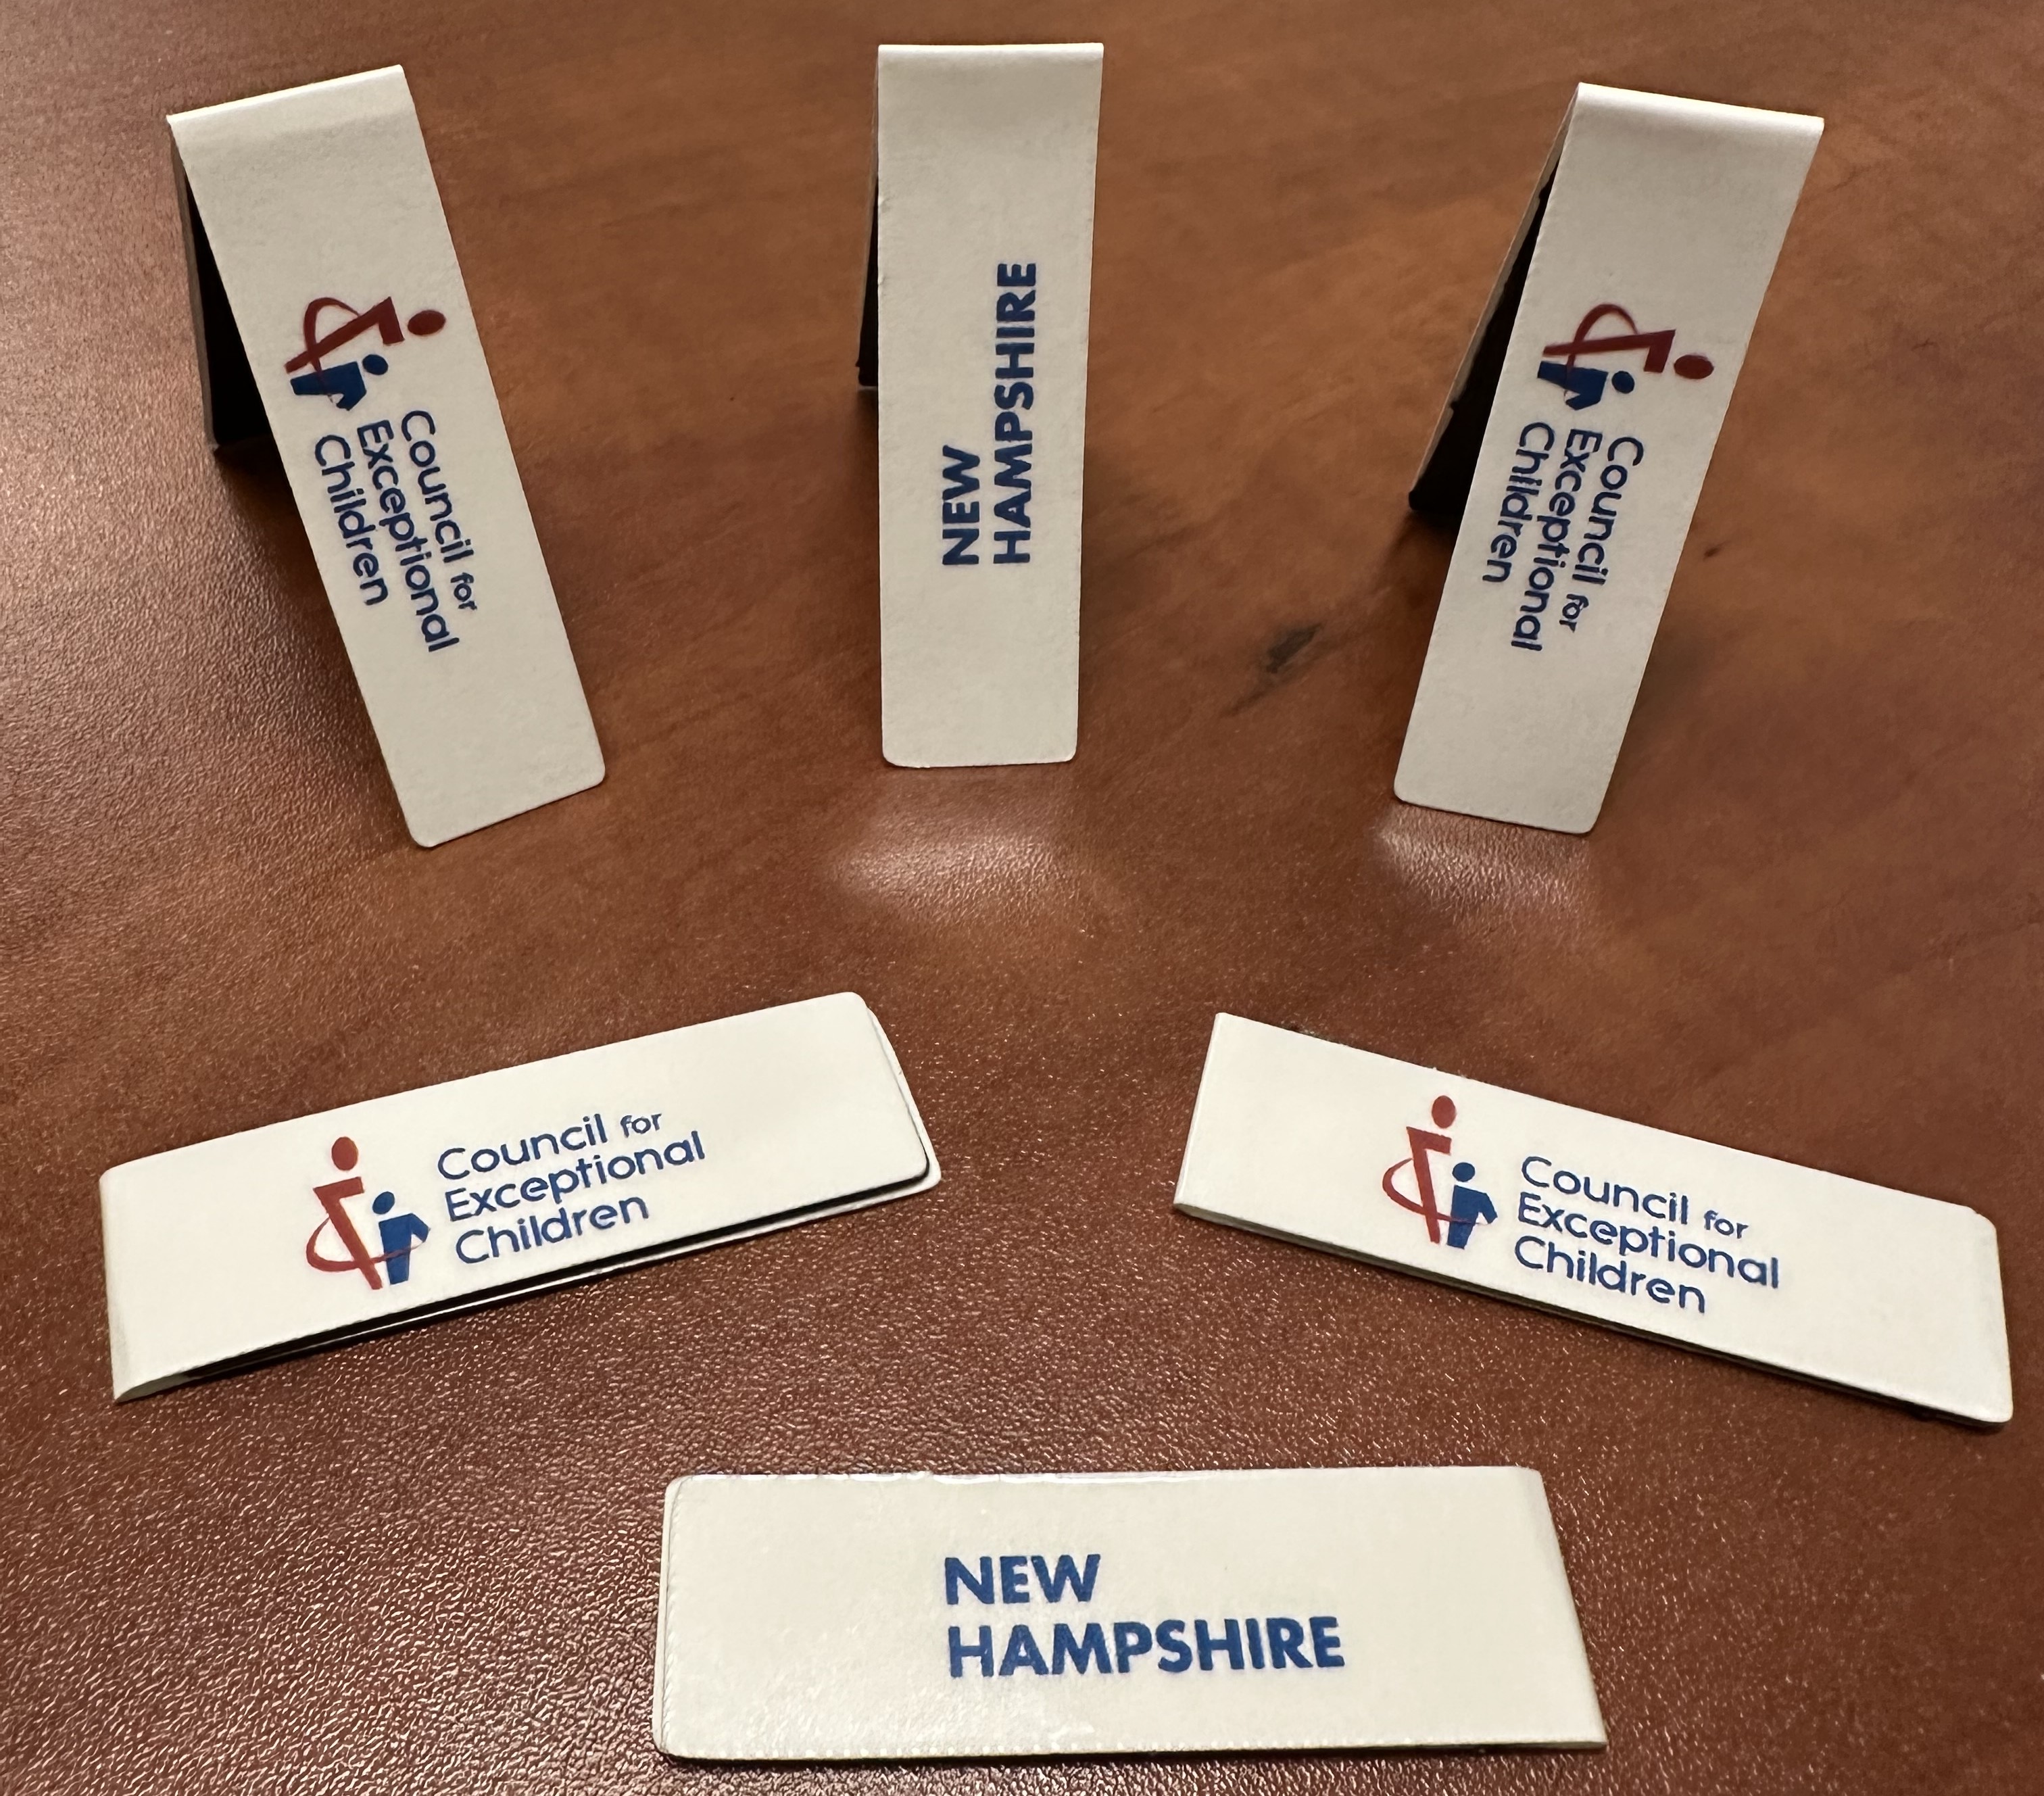 Council for
Exceptional
Children
NEW
HAMPSHIRE
Council for
Exceptional
Children
Council for
Exceptional
Children
Council for
Exceptional
Children
NEW
HAMPSHIRE